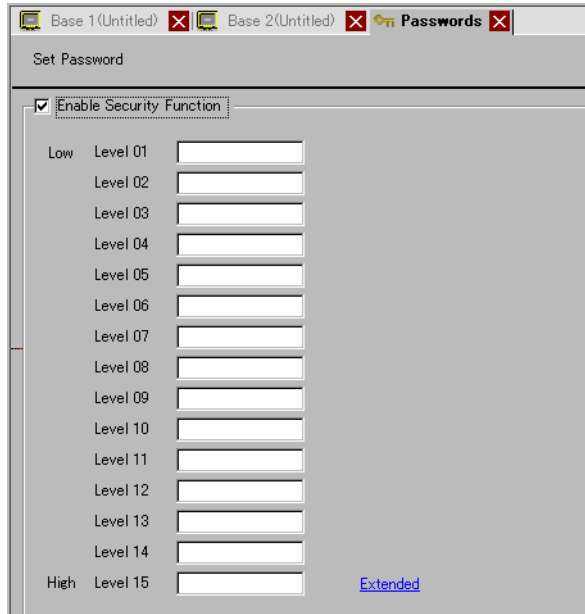 Base 1(Untitled) Base 2(Untitled) Passwords
Set Password
Enable Security Function
Low Level 01
Level 02
Level 03
Level 04
Level 05
Level 06
Level 07
Level 08
Level 09
Level 10
Level 11
Level 12
Level 13
Level 14
High Level 15 Extended